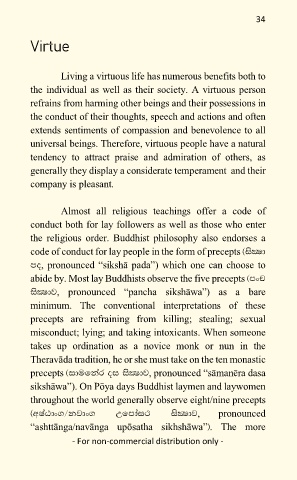 34
Virtue
Living a virtuous life has numerous benefits both to
the individual as well as their society. A virtuous person
refrains from harming other beings and their possessions in
the conduct of their thoughts, speech and actions and often
extends sentiments of compassion and benevolence to all
universal beings. Therefore, virtuous people have a natural
tendency to attract praise and admiration of others, as
generally they display a considerate temperament and their
company is pleasant.
Almost all religious teachings offer a code of
conduct both for lay followers as well as those who enter
the religious order. Buddhist philosophy also endorses a
code of conduct for lay people in the form of precepts (සික්‍ෂා
පද, pronounced “sikshā pada”) which one can choose to
abide by. Most lay Buddhists observe the five precepts (පංච
සික්‍ෂාව, pronounced “pancha sikshāwa”) as a bare
minimum. The conventional interpretations of these
precepts are refraining from killing; stealing; sexual
misconduct; lying; and taking intoxicants. When someone
takes up ordination as a novice monk or nun in the
Theravāda tradition, he or she must take on the ten monastic
precepts (සාමනේර දස සික්‍ෂාව, pronounced “sāmanēra dasa
sikshāwa”). On Pōya days Buddhist laymen and laywomen
throughout the world generally observe eight/nine precepts
(අෂ්ඨාංග/නවාංග උපෝසථ සික්‍ෂාව, pronounced
“ashttānga/navānga upōsatha sikhshāwa”). The more
- For non-commercial distribution only -